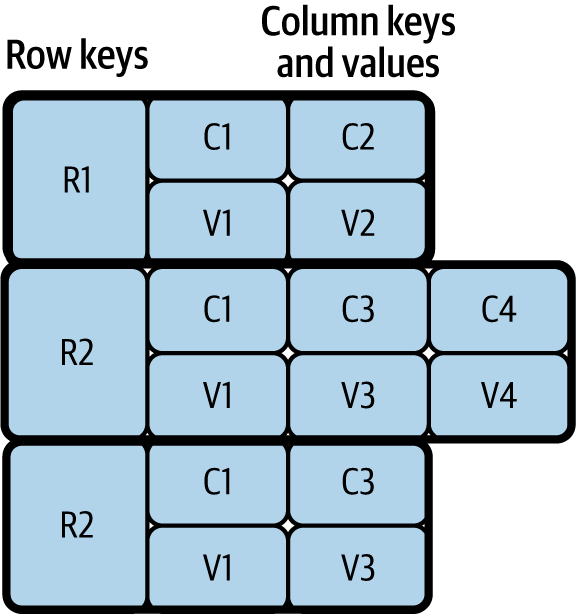 Row keys
Column keys
and values
R1
C1
C2
V1
V2
R2
C1
C3
C4
V1
V3
V4
R2
C1
C3
V1
V3